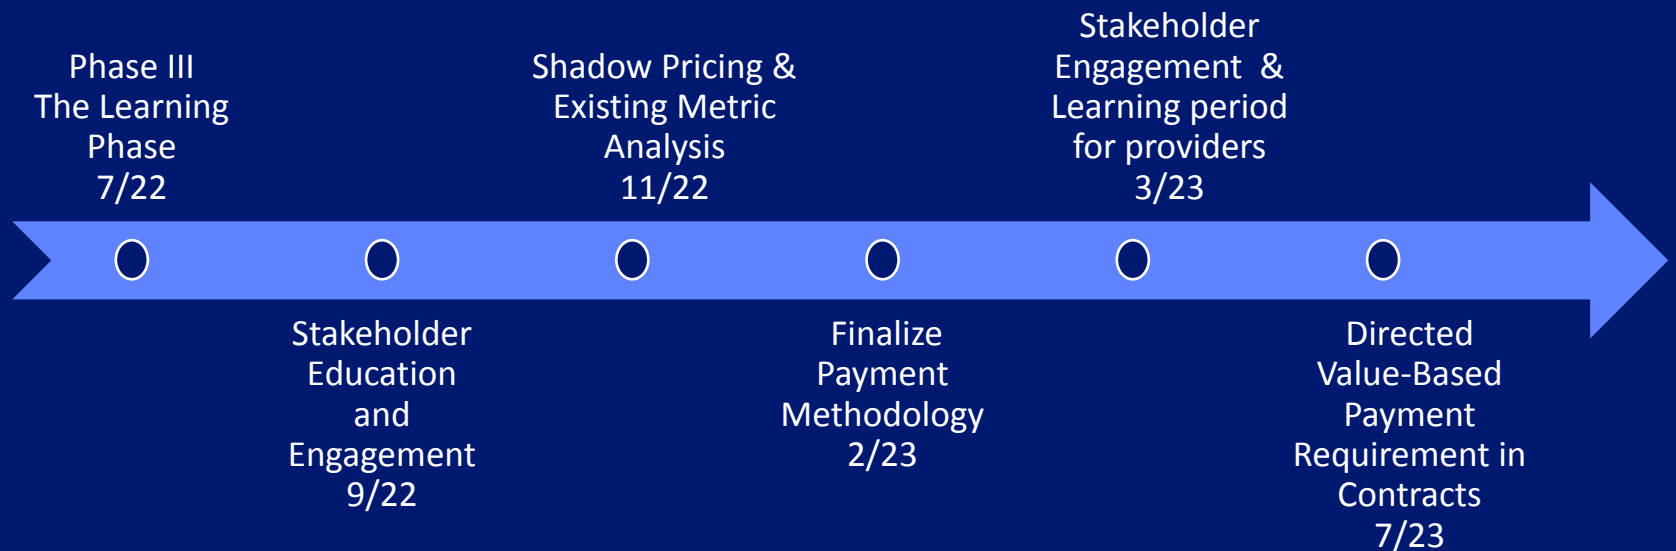 Phase III
The Learning
Phase
7/22
Stakeholder
Education
and
Engagement
9/22
Shadow Pricing &
Existing Metric
Analysis
11/22
Finalize
Payment
Methodology
2/23
Stakeholder
Engagement  &
Learning period
for providers
3/23
Directed
Value-Based
Payment
Requirement in
Contracts
7/23